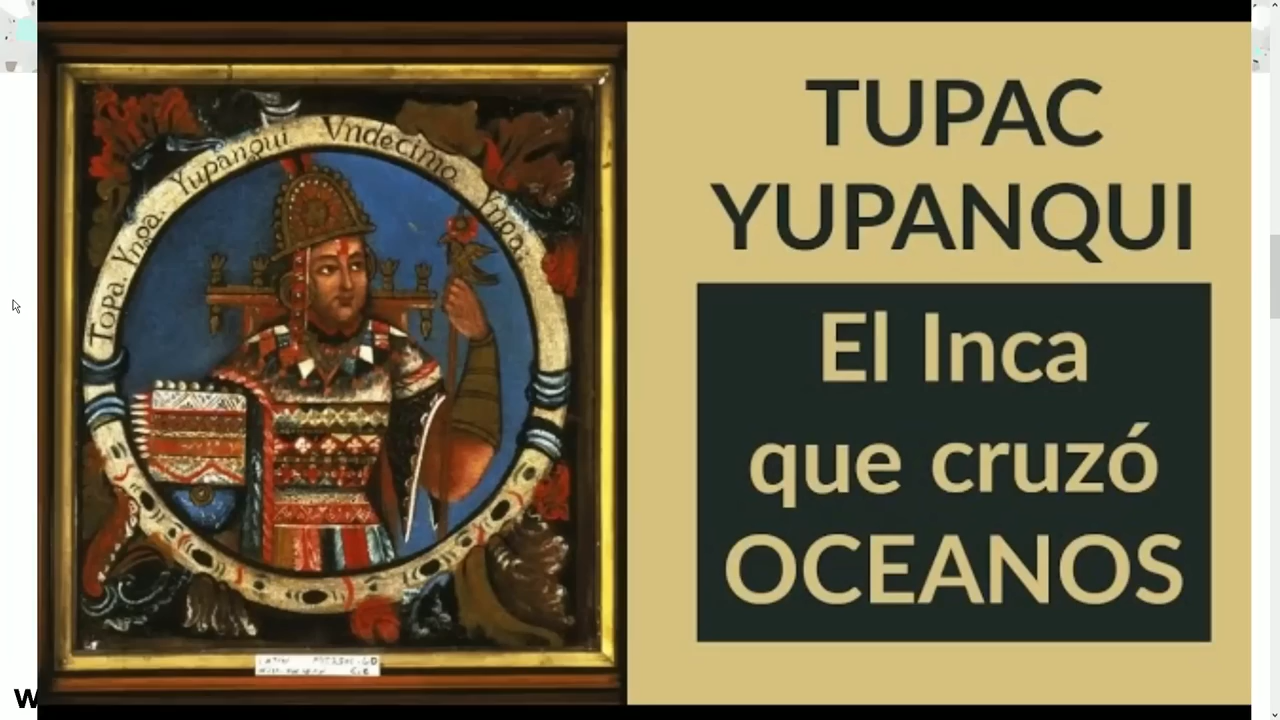 Topa. Ynga. Yupanqui Vndecimo. Ynga.
TUPAC
YUPANQUI
El Inca
que cruzó
OCEANOS
W